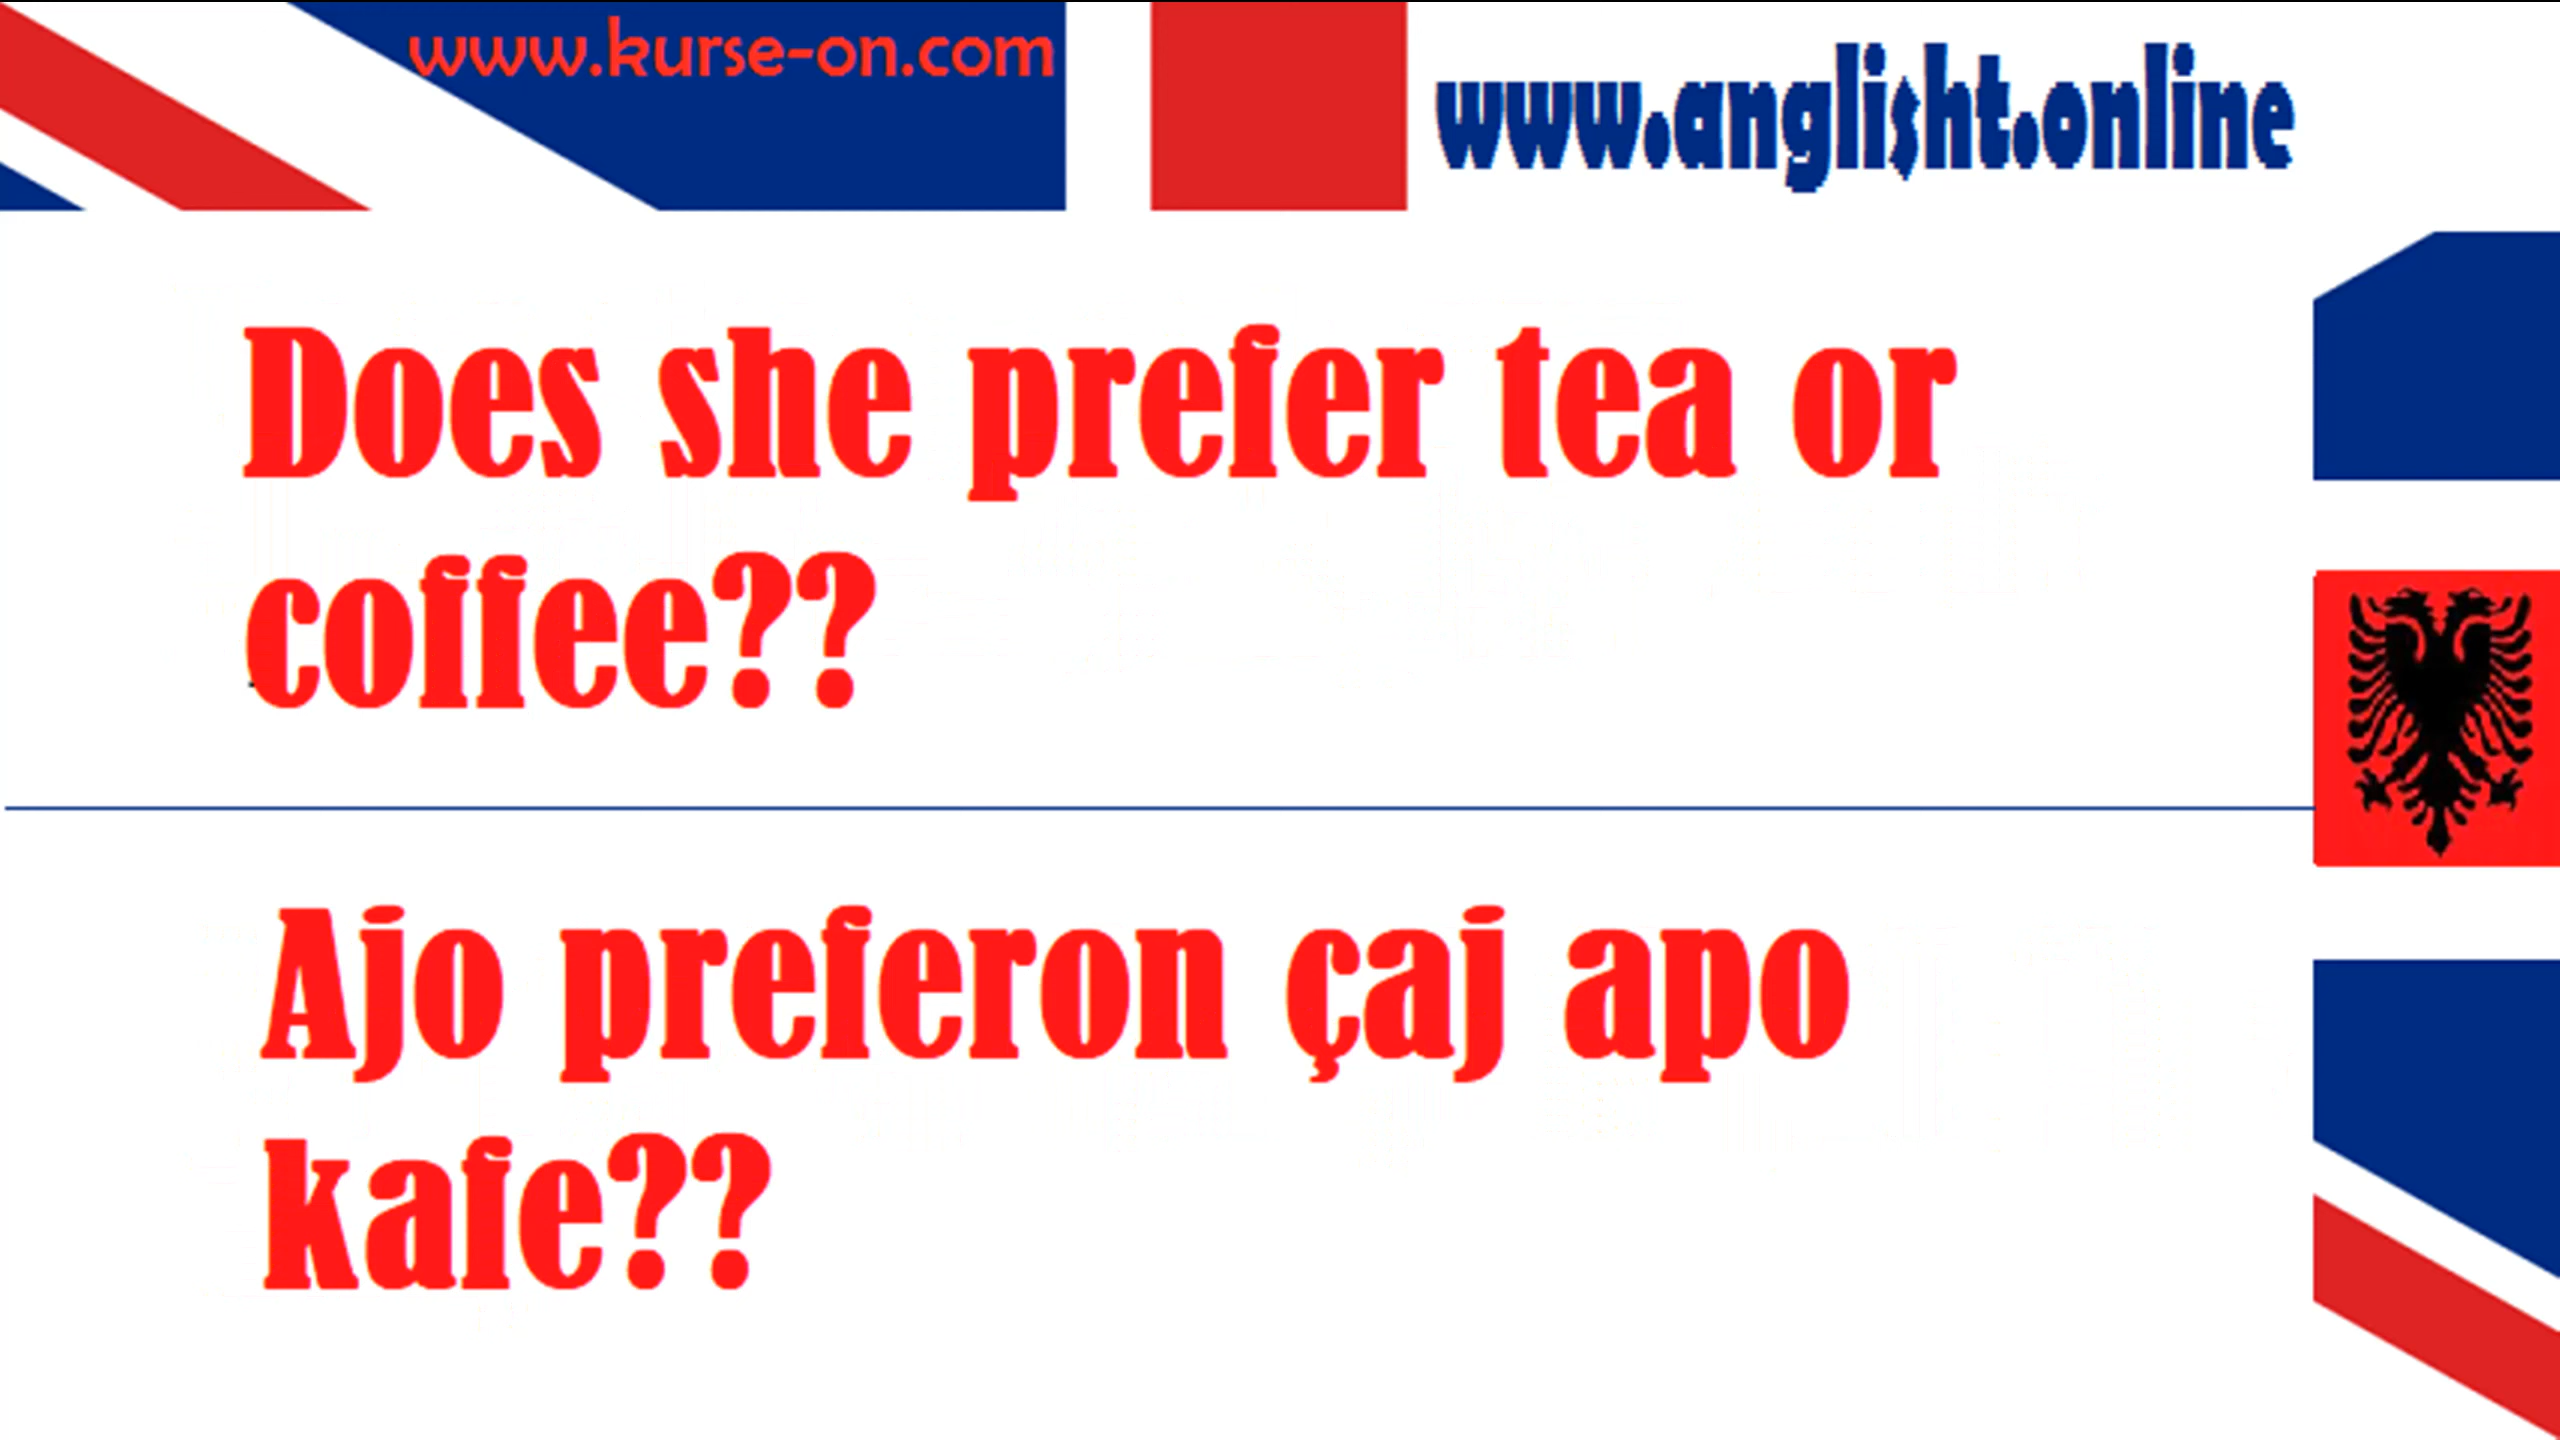 www.kurse-on.com
www.anglisht.online
Does she prefer tea or
coffee??
Ajo preferon çaj apo
kafe??